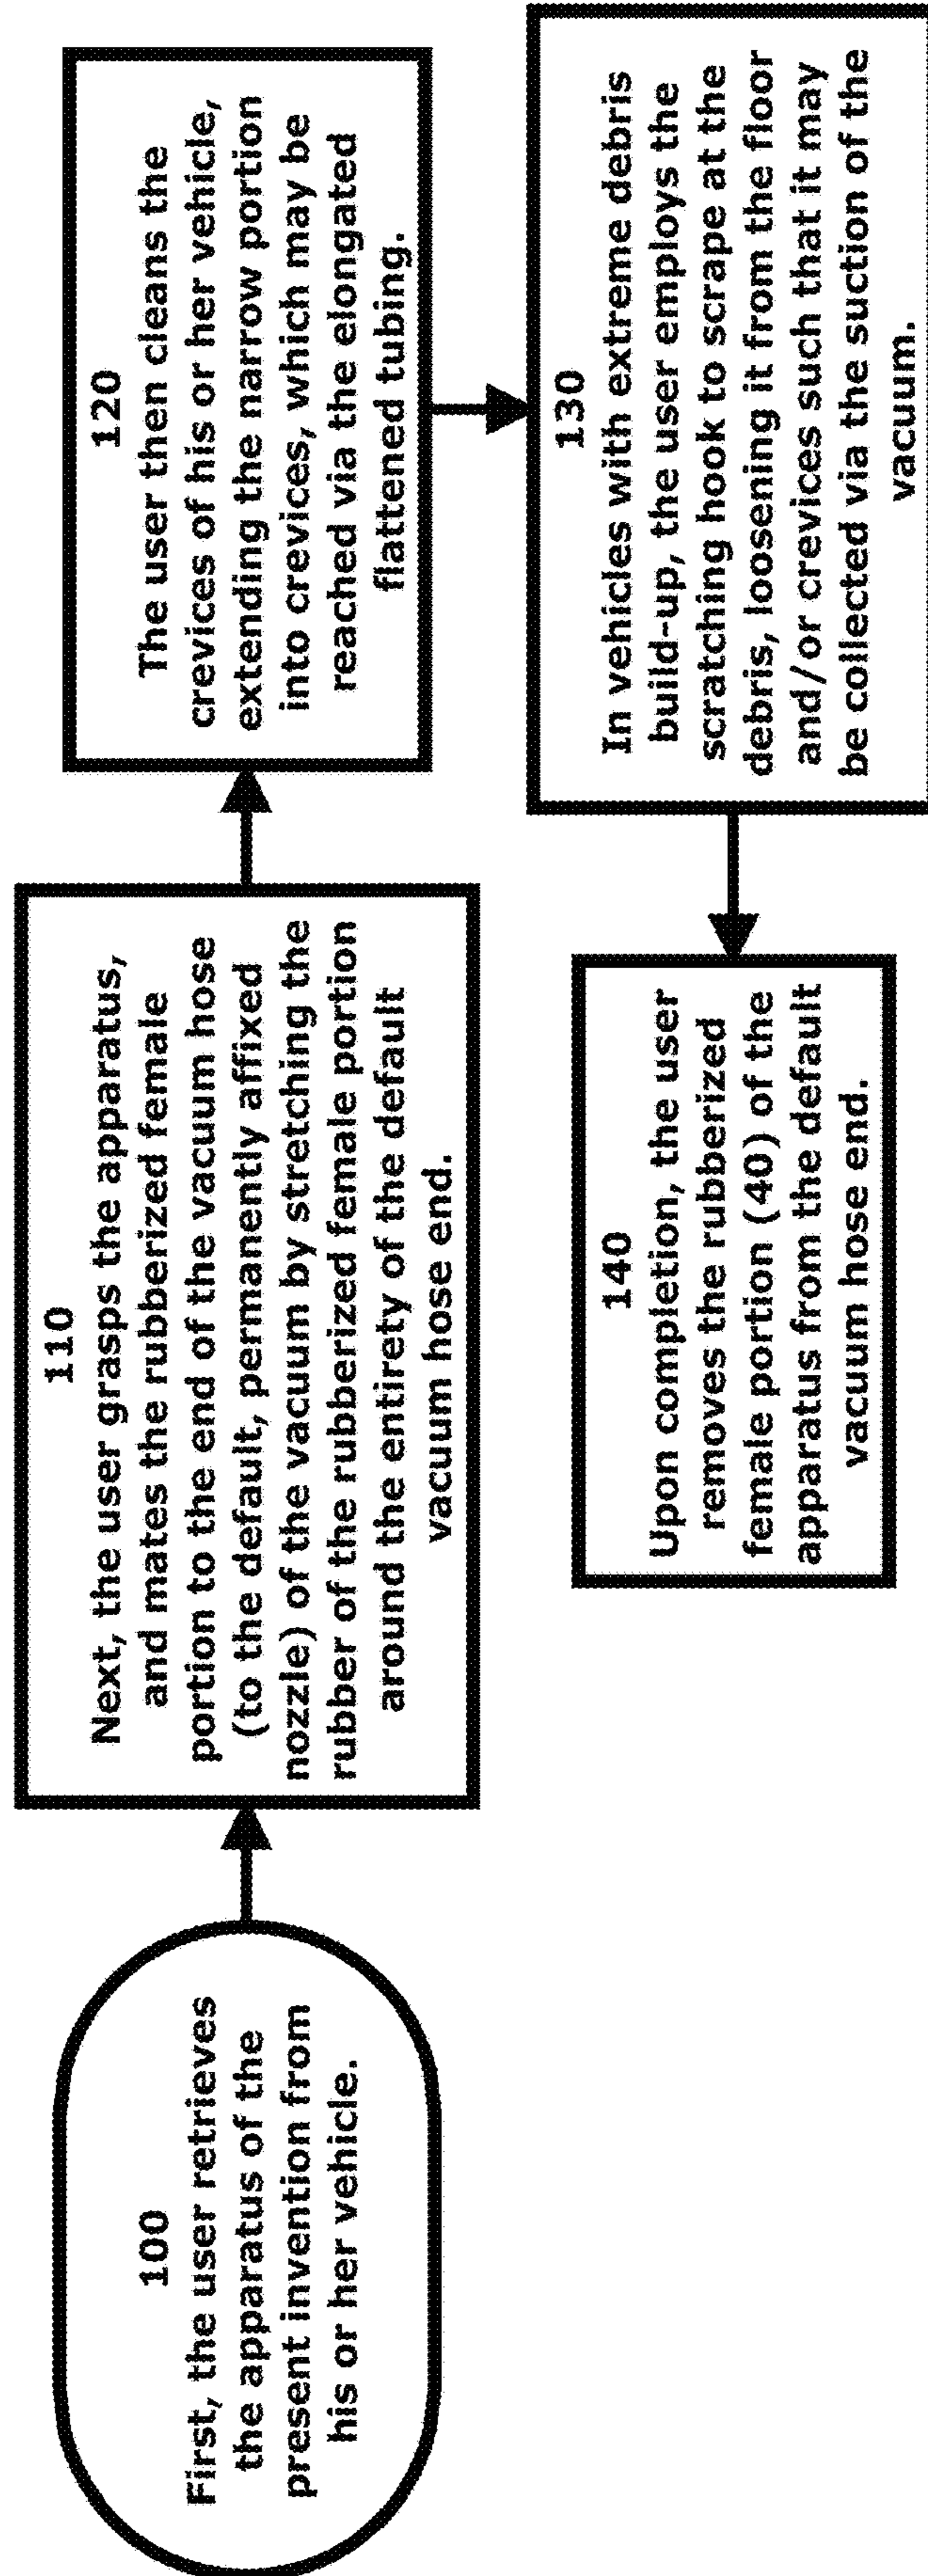 100
First, the user retrieves
the apparatus of the
present invention from
his or her vehicle.
110
Next, the user grasps the apparatus,
and mates the rubberized female
portion to the end of the vacuum hose
(to the default, permanently affixed
nozzle) of the vacuum by stretching the
rubber of the rubberized female portion
around the entirety of the default
vacuum hose end.
120
The user then cleans the
crevices of his or her vehicle,
extending the narrow portion
into crevices, which may be
reached via the elongated
flattened tubing.
130
In vehicles with extreme debris
build-up, the user employs the
scratching hook to scrape at the
debris, loosening it from the floor
and/or crevices such that it may
be collected via the suction of the
vacuum.
140
Upon completion, the user
removes the rubberized
female portion (40) of the
apparatus from the default
vacuum hose end.